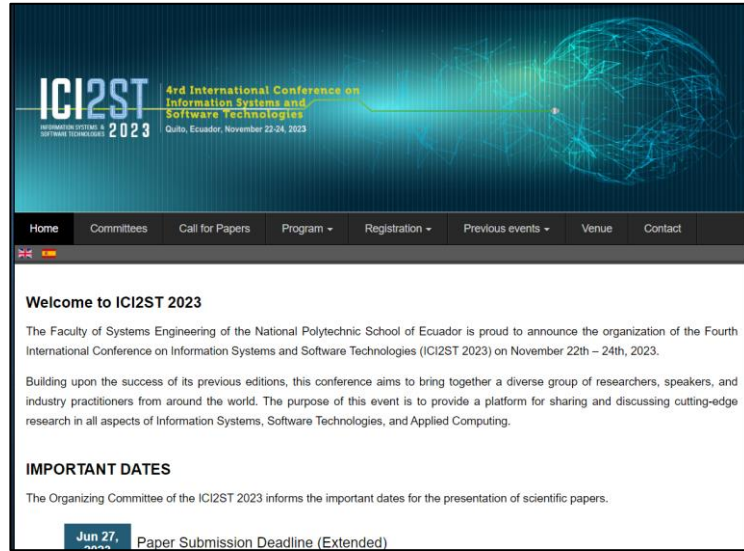 ICI2ST
INFORMATION SYSTEMS &
SOFTWARE TECHNOLOGIES
2023
4rd International Conference on
Information Systems and
Software Technologies
Quito, Ecuador, November 22-24, 2023
Home Committees Call for Papers Program Registration Previous events Venue Contact
Welcome to ICI2ST 2023
The Faculty of Systems Engineering of the National Polytechnic School of Ecuador is proud to announce the organization of the Fourth
International Conference on Information Systems and Software Technologies (ICI2ST 2023) on November 22th – 24th, 2023.
Building upon the success of its previous editions, this conference aims to bring together a diverse group of researchers, speakers, and
industry practitioners from around the world. The purpose of this event is to provide a platform for sharing and discussing cutting-edge
research in all aspects of Information Systems, Software Technologies, and Applied Computing.
IMPORTANT DATES
The Organizing Committee of the ICI2ST 2023 informs the important dates for the presentation of scientific papers.
Jun 27,
2023
Paper Submission Deadline (Extended)